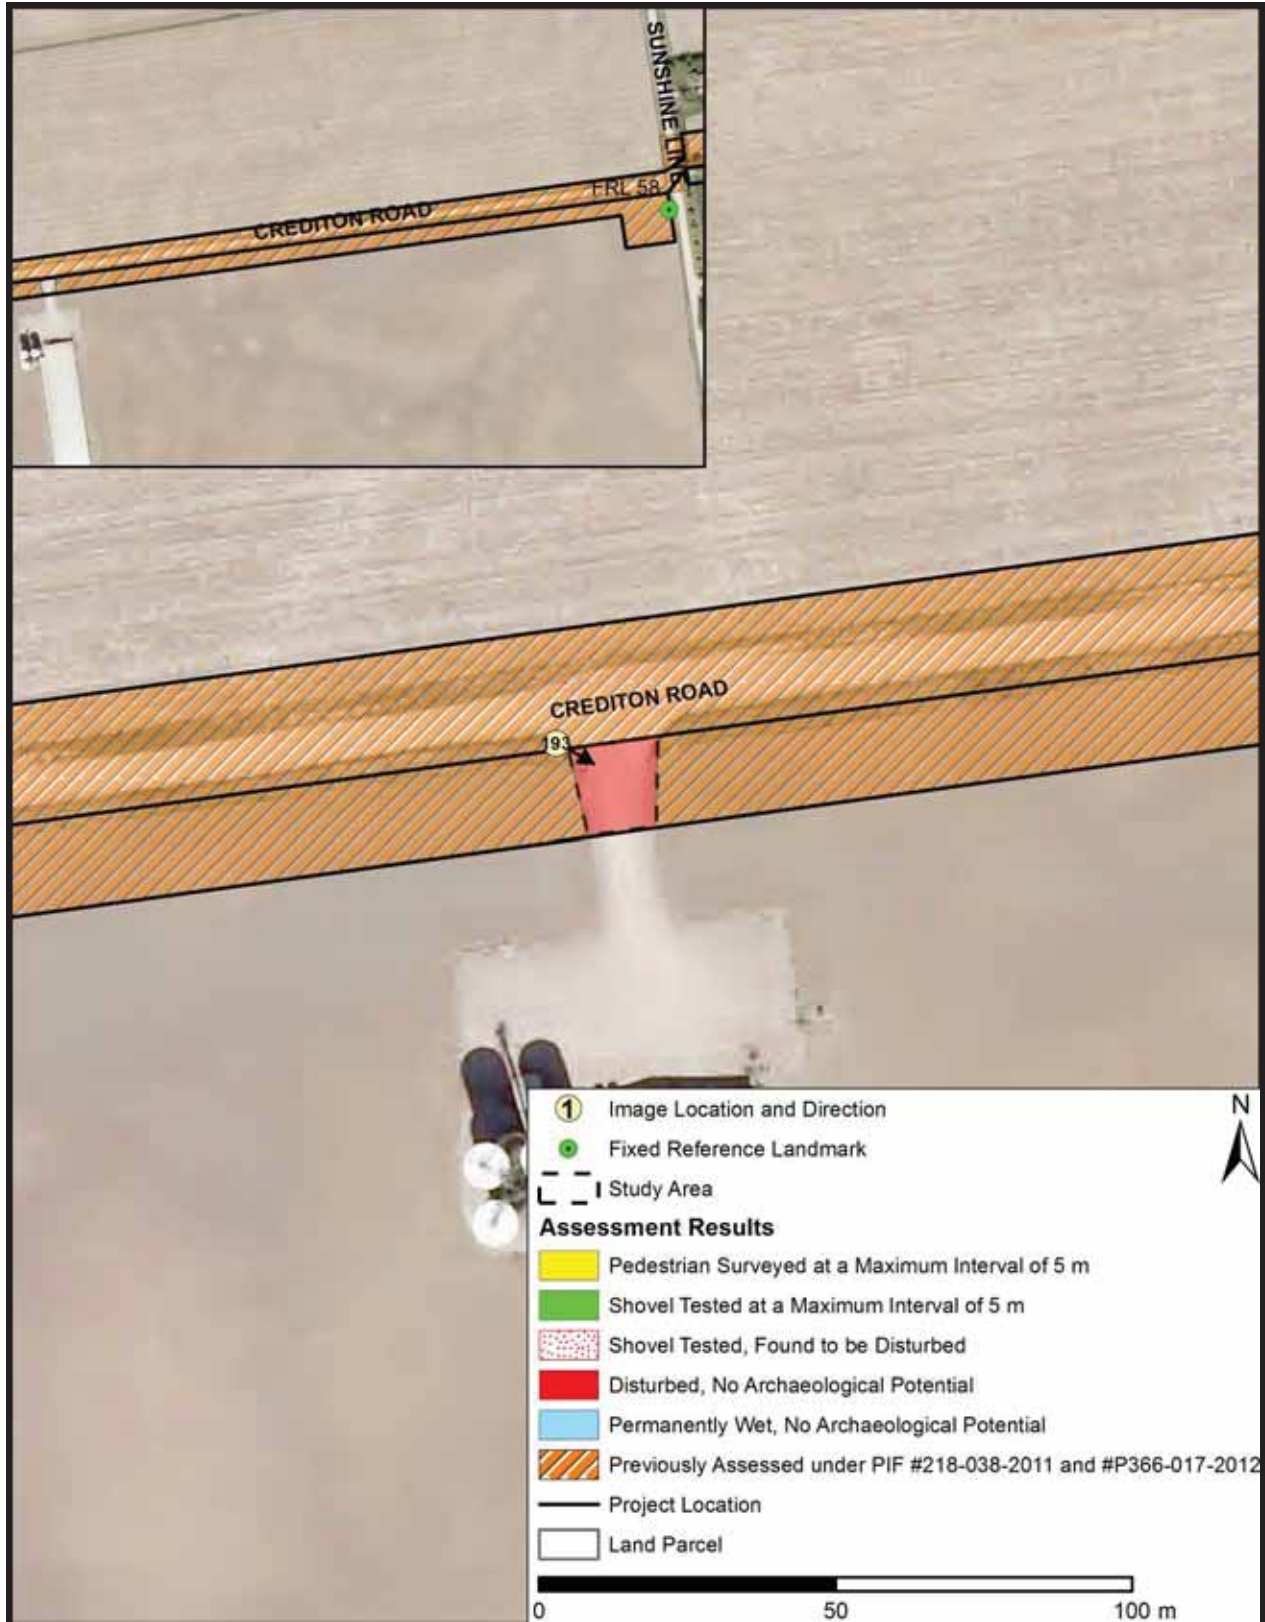 SUNSHINE LINE
FRL 58
CREDITON ROAD
CREDITON ROAD
193
1 Image Location and Direction
Fixed Reference Landmark
Study Area
Assessment Results
Pedestrian Surveyed at a Maximum Interval of 5 m
Shovel Tested at a Maximum Interval of 5 m
Shovel Tested, Found to be Disturbed
Disturbed, No Archaeological Potential
Permanently Wet, No Archaeological Potential
Previously Assessed under PIF #218-038-2011 and #P366-017-2012
Project Location
Land Parcel
N
0 50 100 m